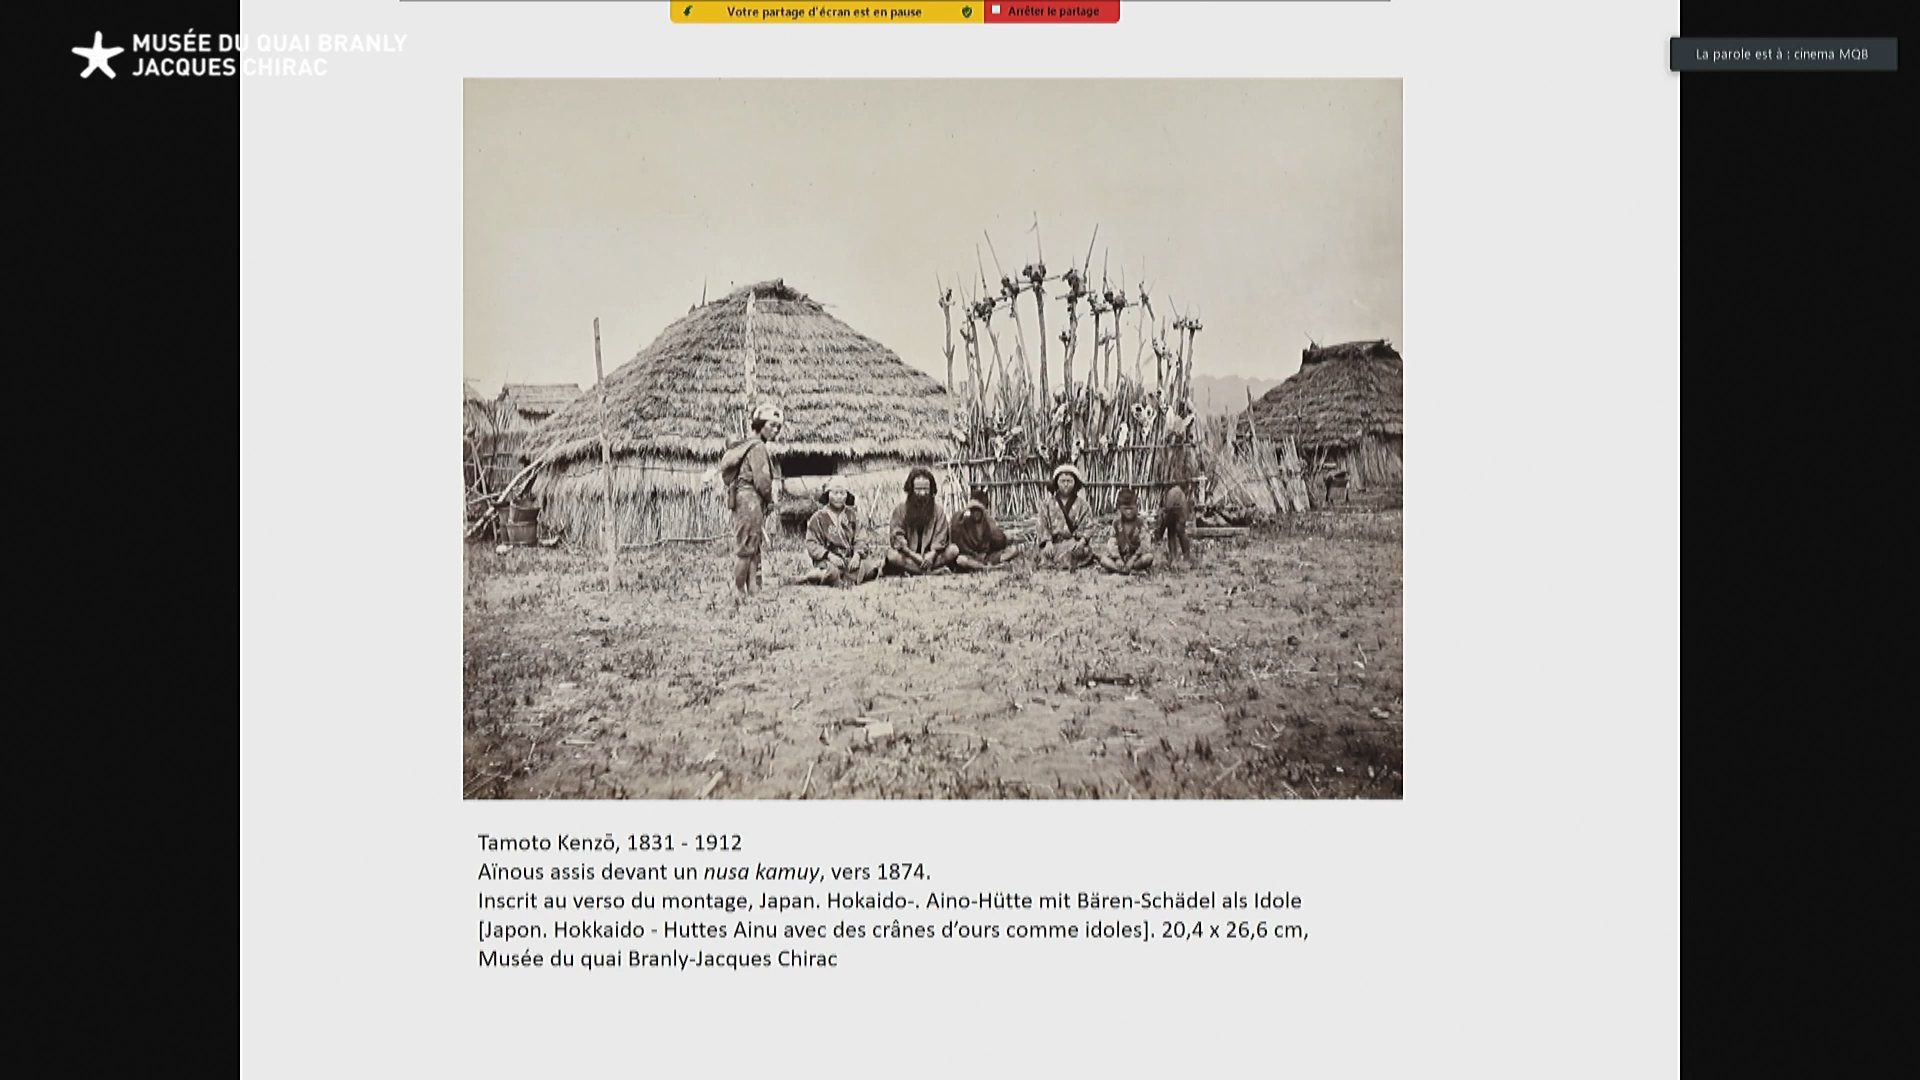 Votre partage d'écran est en pause
Arrêter le partage
MUSÉE DU QUAI BRANLY
JACQUES CHIRAC
La parole est à : cinema MQB
Tamoto Kenzō, 1831 - 1912
Aïnous assis devant un nusa kamuy, vers 1874.
Inscrit au verso du montage, Japan. Hokaido-. Aino-Hütte mit Bären-Schädel als Idole
[Japon. Hokkaido - Huttes Ainu avec des crânes d’ours comme idoles]. 20,4 x 26,6 cm,
Musée du quai Branly-Jacques Chirac